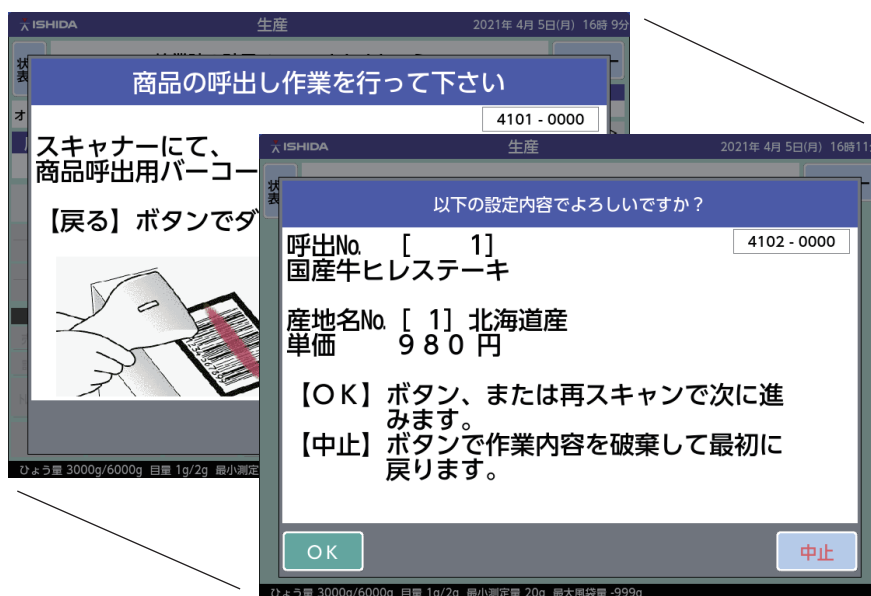 ISHIDA
生産
2021年 4月 5日(月) 16時 9分
状
表
商品の呼出し作業を行って下さい
4101 - 0000
スキャナーにて、
商品呼出用バーコー
【戻る】ボタンでダ
ひょう量 3000g/6000g 目量 1g/2g 最小測定
ISHIDA
生産
2021年 4月 5日(月) 16時11
状
表
以下の設定内容でよろしいですか？
4102 - 0000
呼出No. [ 1]
国産牛ヒレステーキ
産地名No. [ 1] 北海道産
単価 980円
【OK】ボタン、または再スキャンで次に進
みます。
【中止】ボタンで作業内容を破棄して最初に
戻ります。
OK
中止
ひょう量 3000g/6000g 目量 1g/2g 最小測定量 20g 最大風袋量 -999g